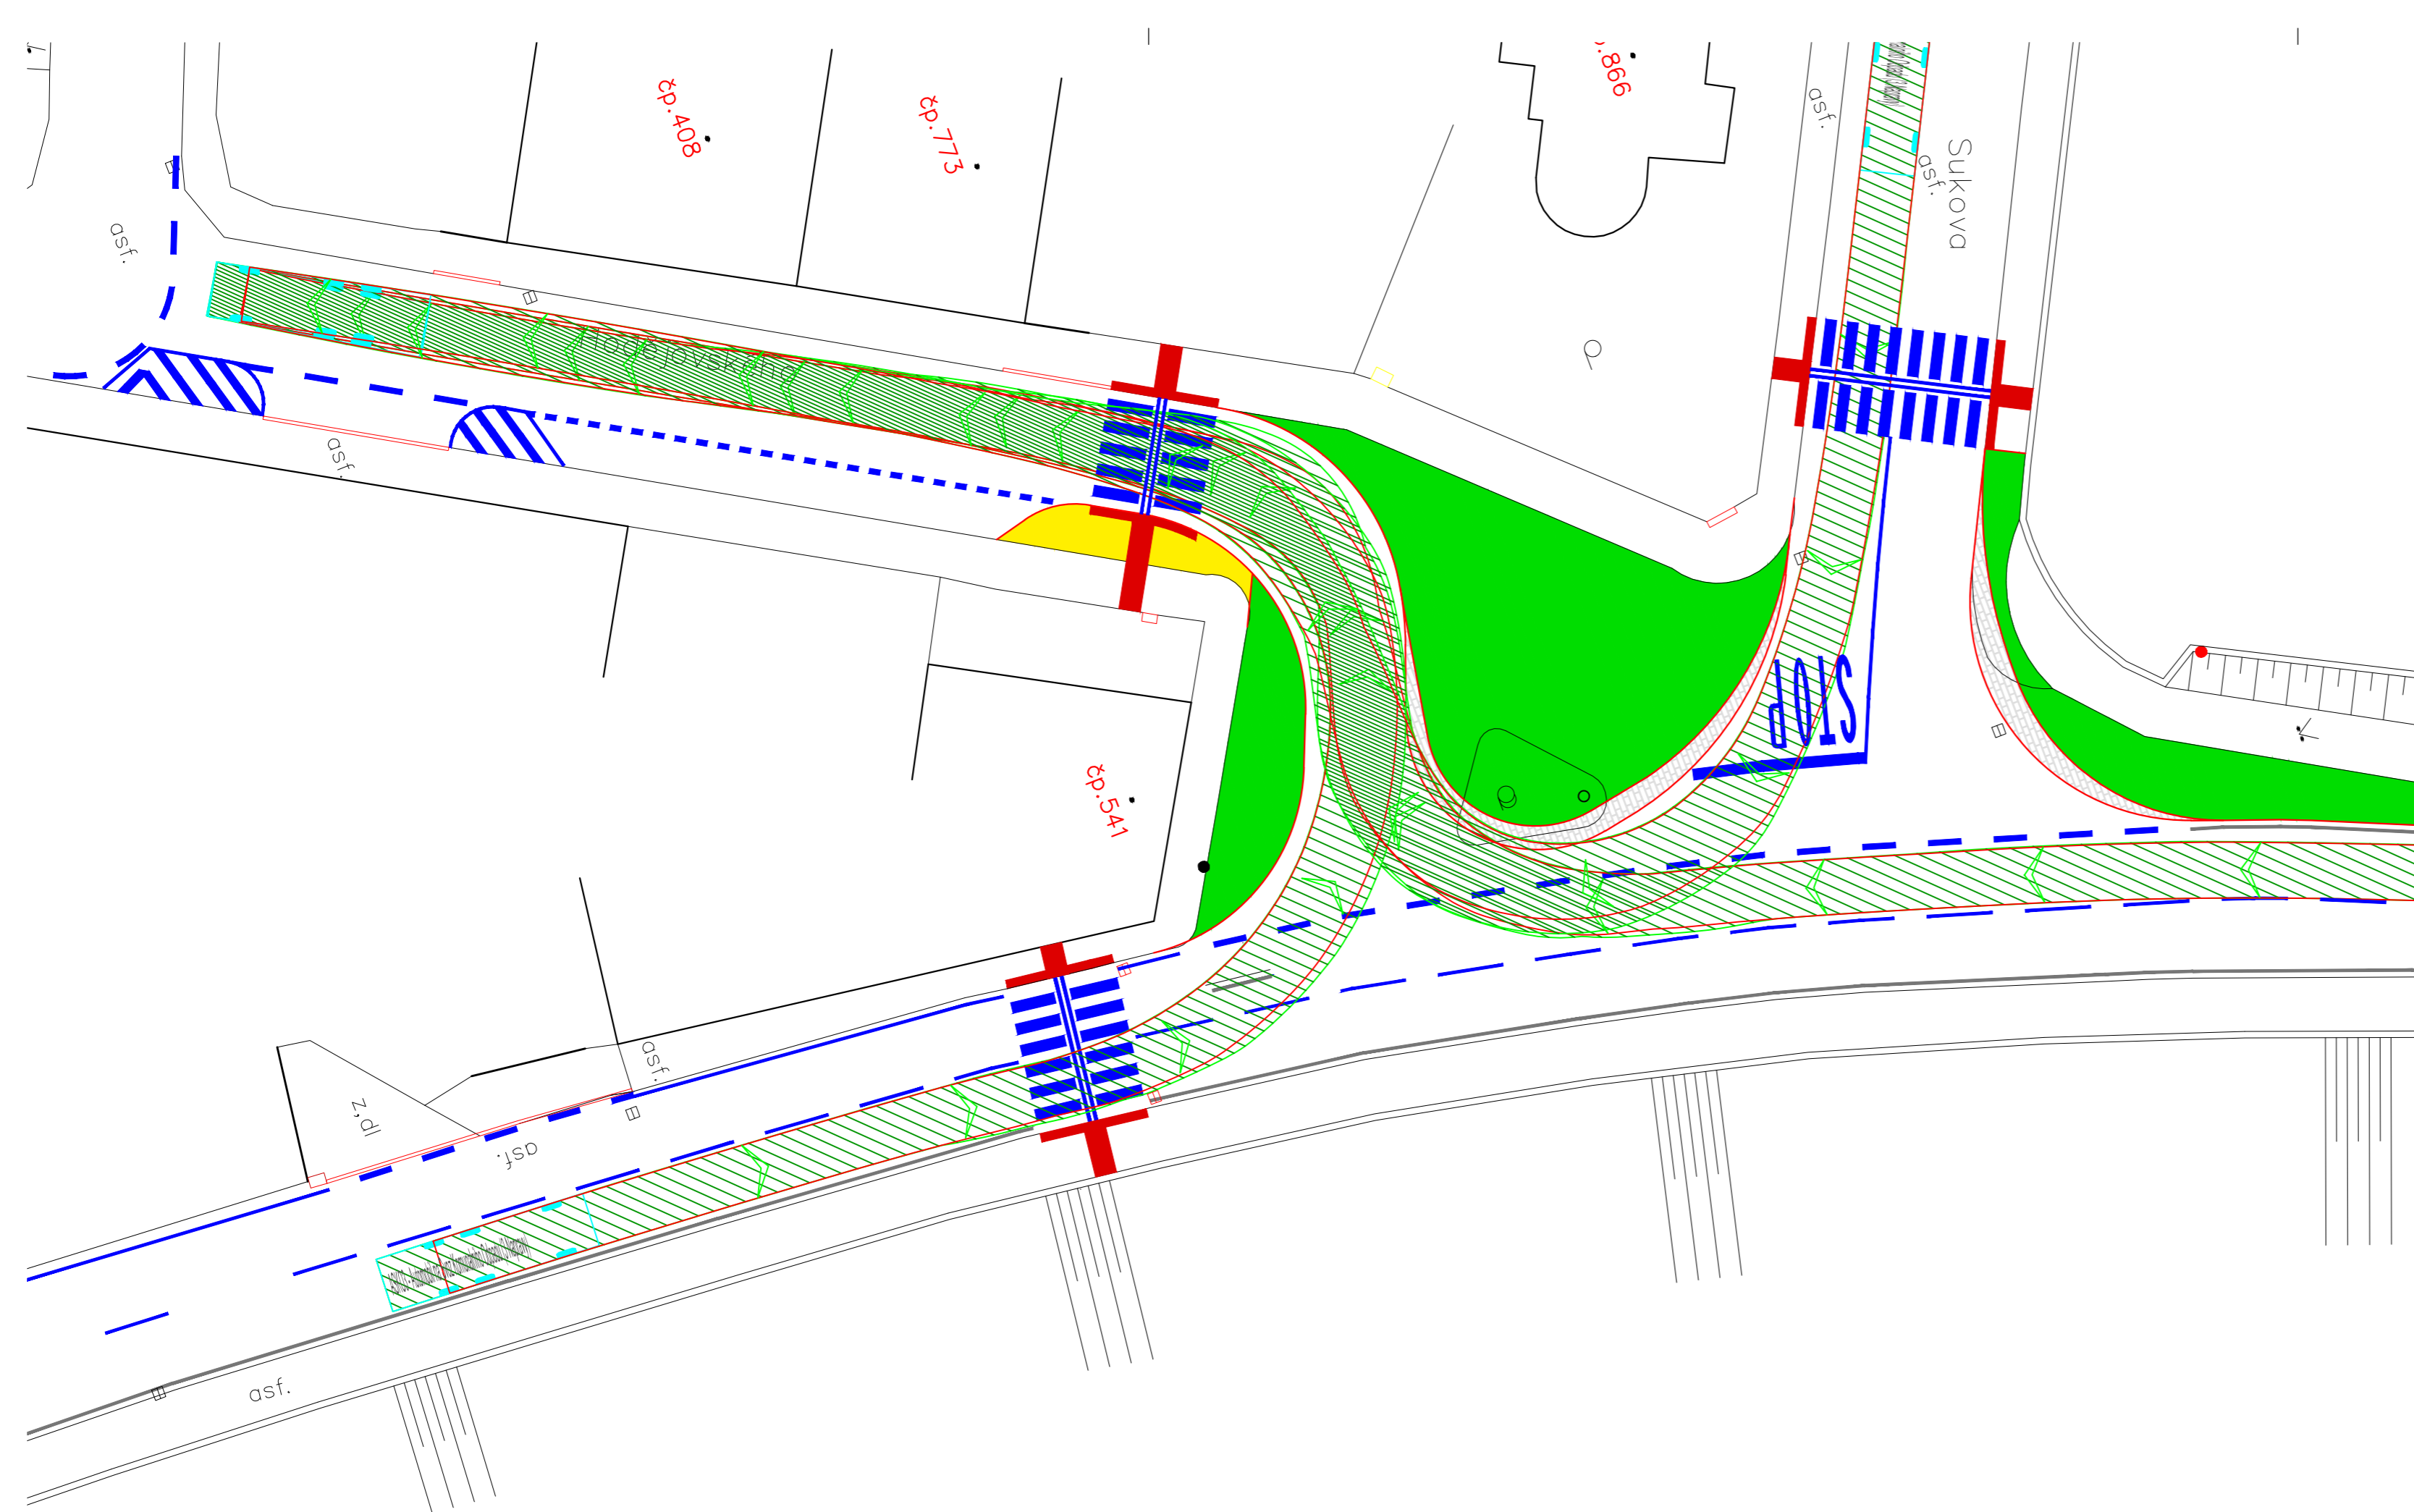 čp.408
čp.773
.866
asf.
Sukova
asf.
asf.
Hodějovského
asf.
STOP
čp.541
asf.
z,dl
asf.
asf.